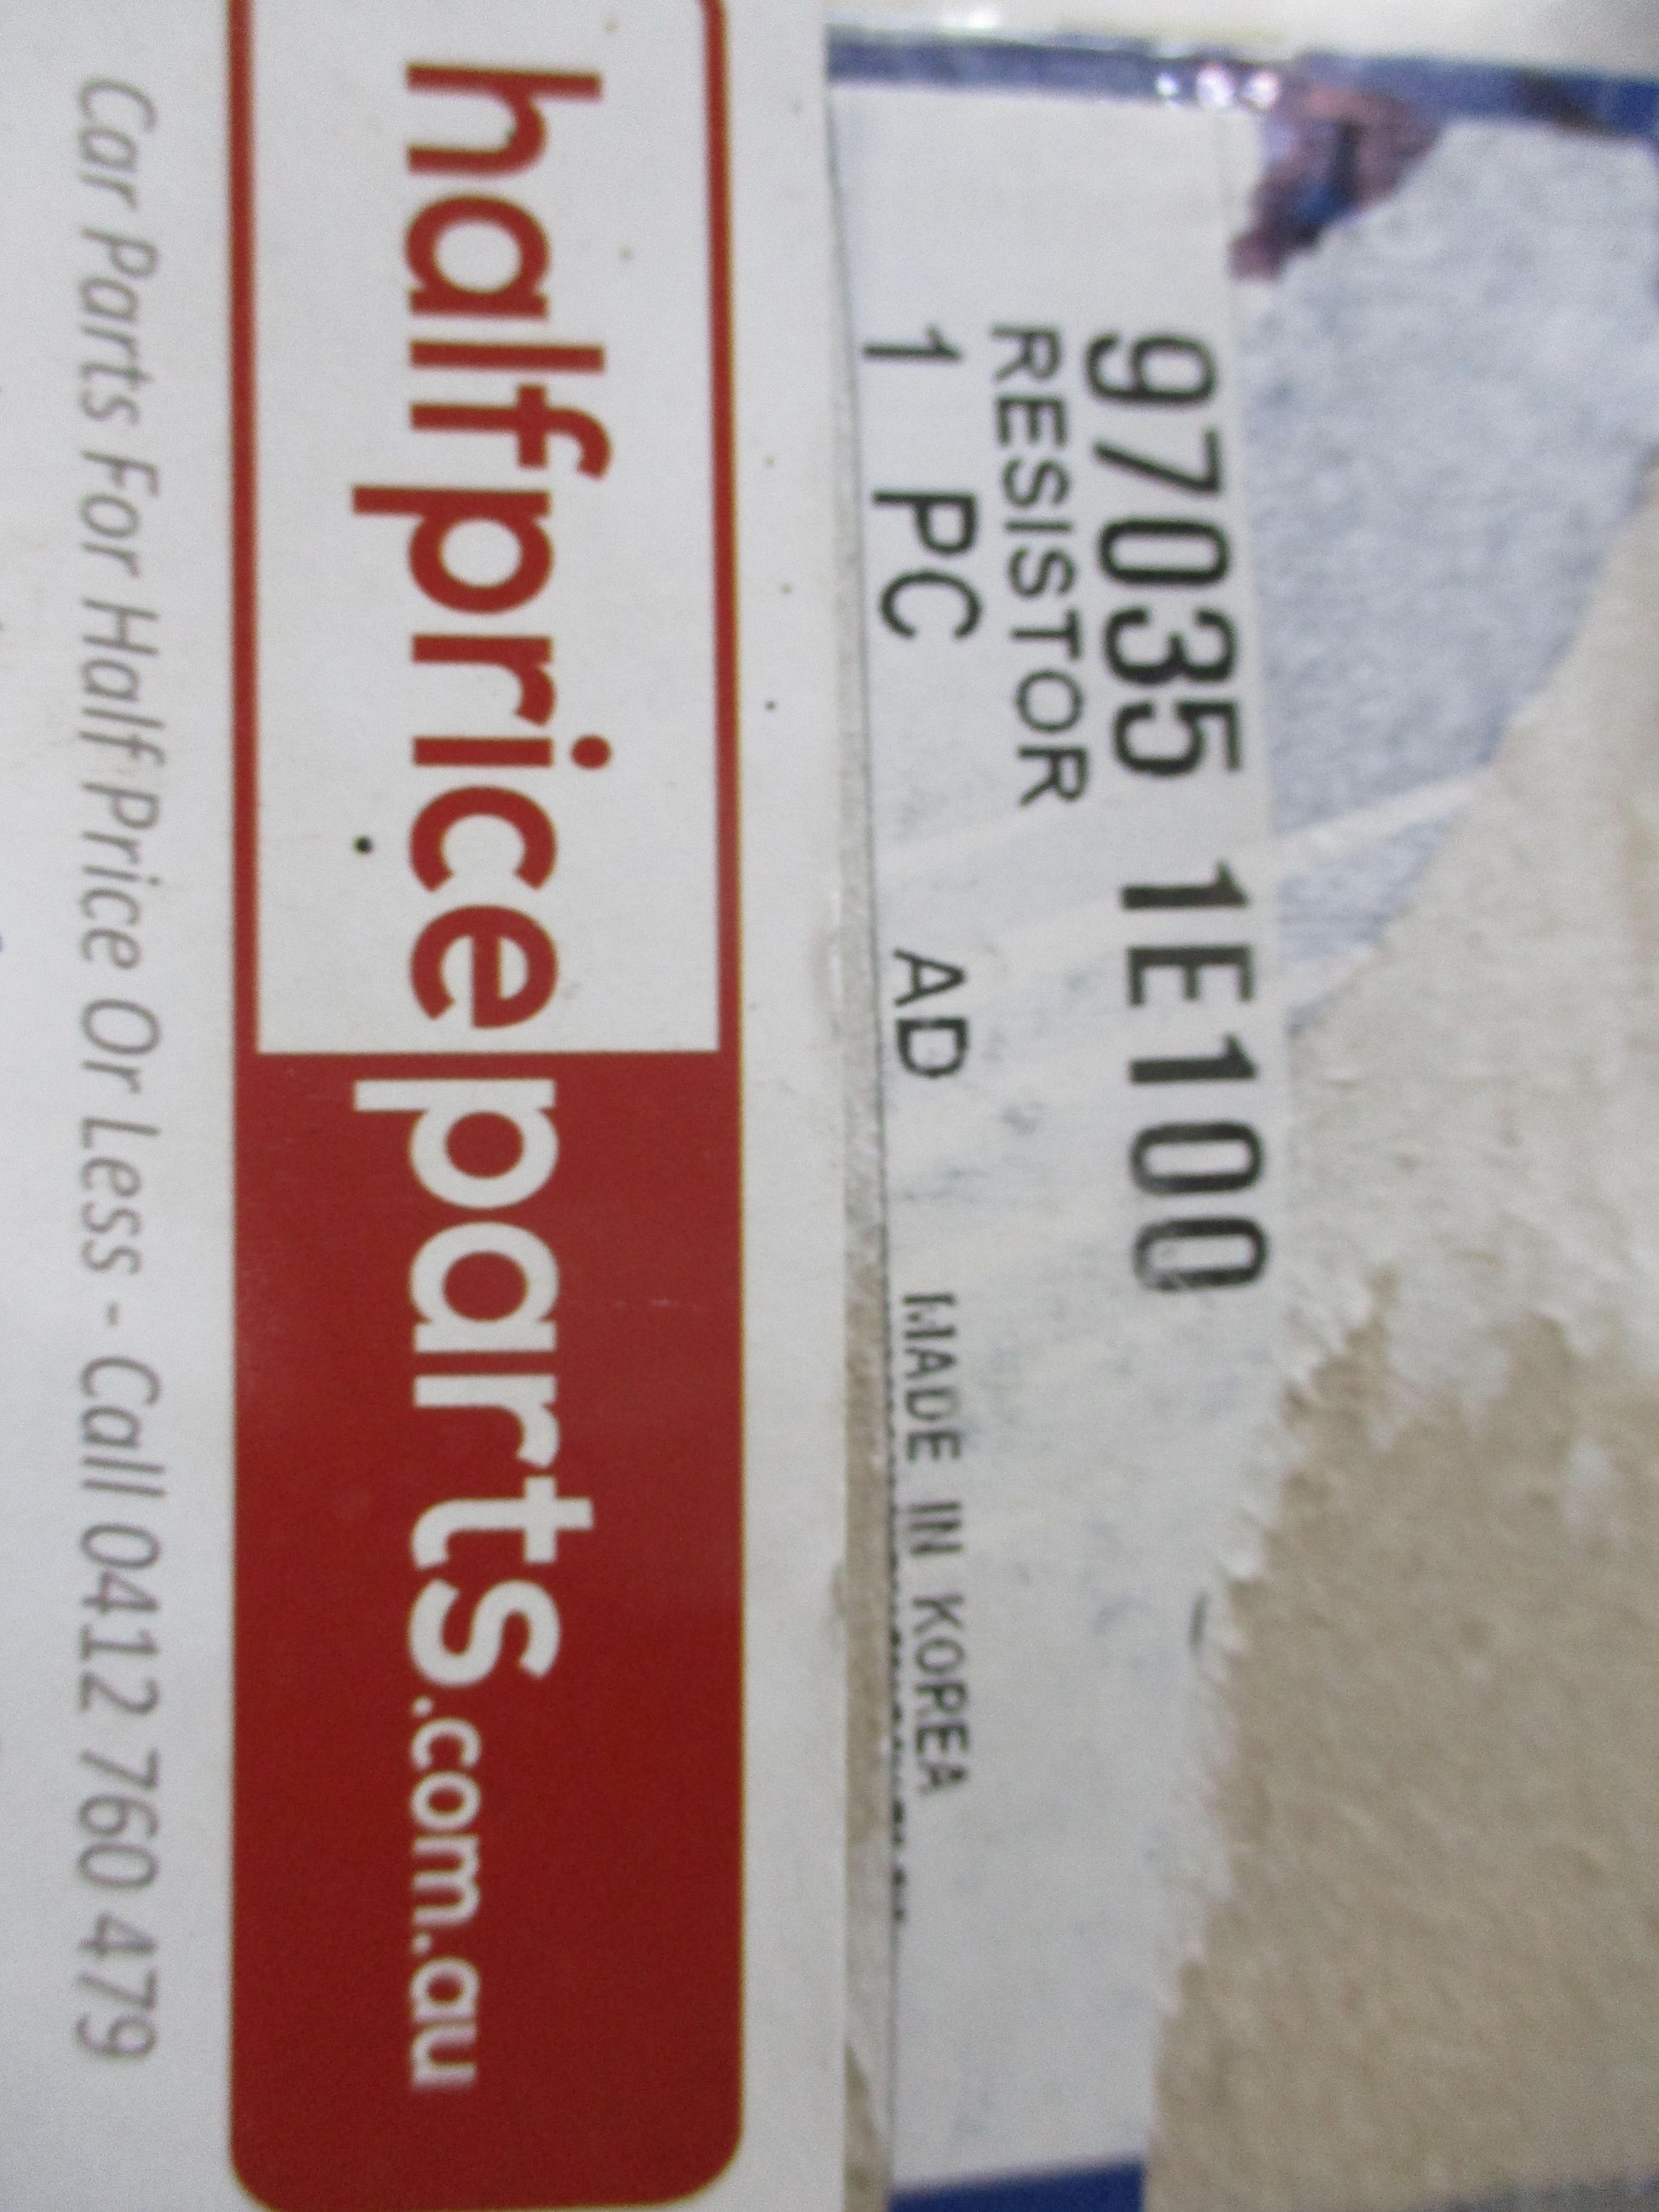 97035 1E100
RESISTOR
1 PC AD MADE IN KOREA
halfpriceparts.com.au
Car Parts For Half Price Or Less - Call 0412 760 479